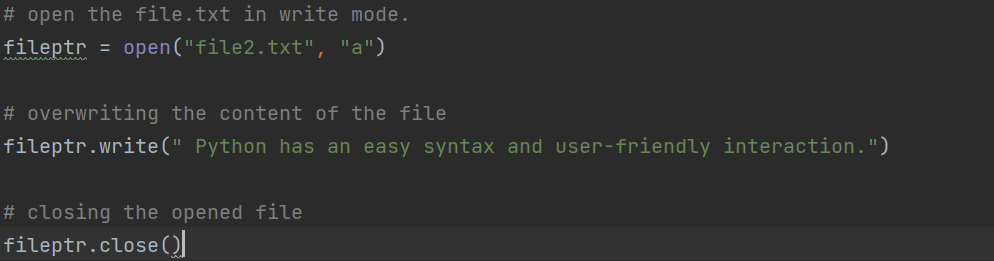 # open the file.txt in write mode.
fileptr = open("file2.txt", "a")
# overwriting the content of the file
fileptr.write(" Python has an easy syntax and user-friendly interaction.")
# closing the opened file
fileptr.close()